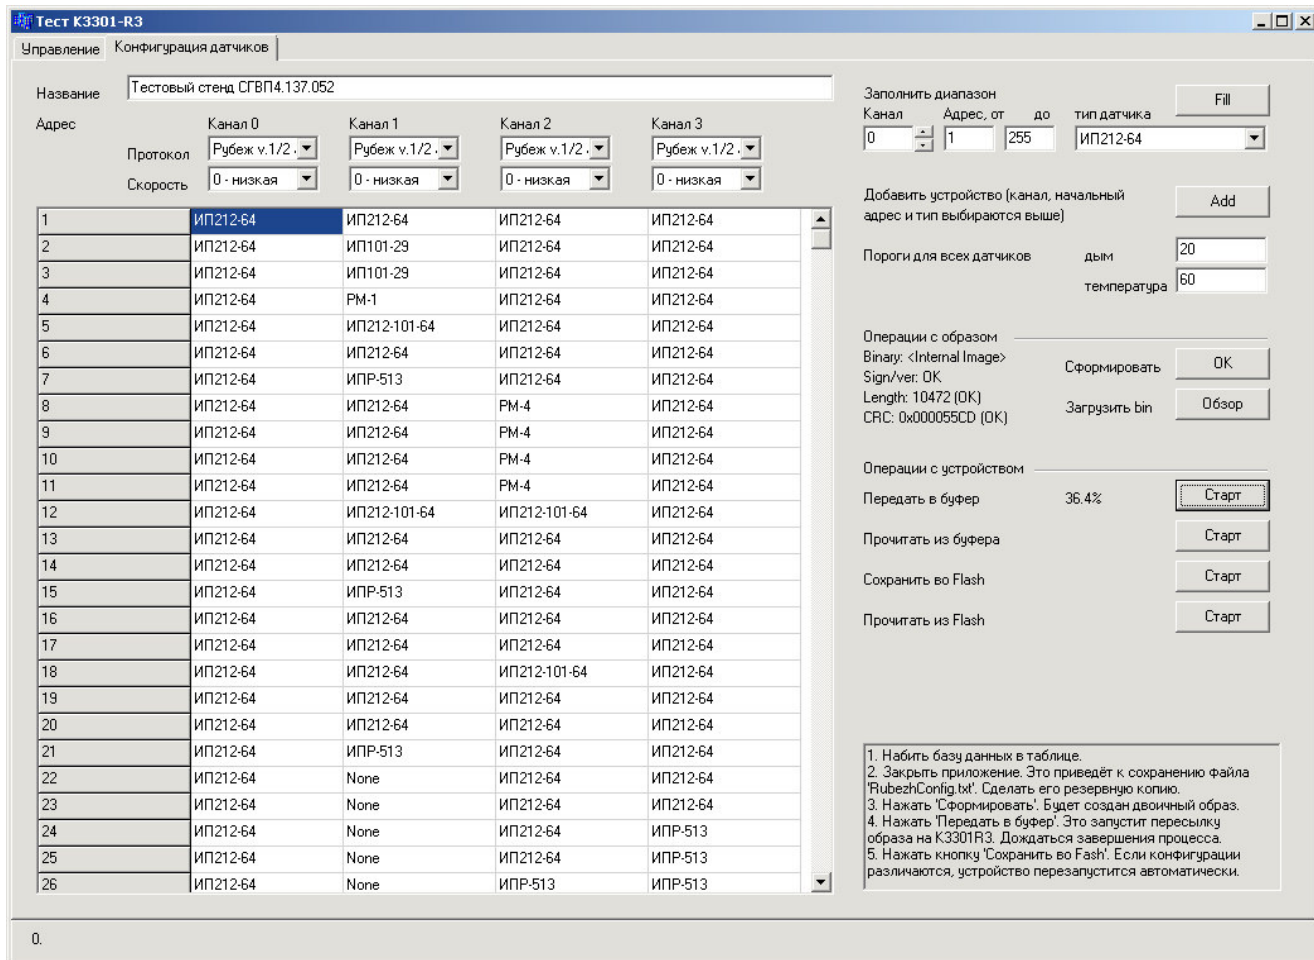 Тест К3301-R3
Управление Конфигурация датчиков
Название Тестовый стенд СГВП4.137.052
Адрес Канал 0 Канал 1 Канал 2 Канал 3
Протокол Рубеж v.1/2. Рубеж v.1/2. Рубеж v.1/2. Рубеж v.1/2.
Скорость 0 - низкая 0 - низкая 0 - низкая 0 - низкая
1 ИП212-64 ИП212-64 ИП212-64 ИП212-64
2 ИП212-64 ИП101-29 ИП212-64 ИП212-64
3 ИП212-64 ИП101-29 ИП212-64 ИП212-64
4 ИП212-64 РМ-1 ИП212-64 ИП212-64
5 ИП212-64 ИП212-101-64 ИП212-64 ИП212-64
6 ИП212-64 ИП212-64 ИП212-64 ИП212-64
7 ИП212-64 ИПР-513 ИП212-64 ИП212-64
8 ИП212-64 ИП212-64 РМ-4 ИП212-64
9 ИП212-64 ИП212-64 РМ-4 ИП212-64
10 ИП212-64 ИП212-64 РМ-4 ИП212-64
11 ИП212-64 ИП212-64 РМ-4 ИП212-64
12 ИП212-64 ИП212-101-64 ИП212-101-64 ИП212-64
13 ИП212-64 ИП212-64 ИП212-64 ИП212-64
14 ИП212-64 ИП212-64 ИП212-64 ИП212-64
15 ИП212-64 ИПР-513 ИП212-64 ИП212-64
16 ИП212-64 ИП212-64 ИП212-64 ИП212-64
17 ИП212-64 ИП212-64 ИП212-64 ИП212-64
18 ИП212-64 ИП212-64 ИП212-101-64 ИП212-64
19 ИП212-64 ИП212-64 ИП212-64 ИП212-64
20 ИП212-64 ИП212-64 ИП212-64 ИП212-64
21 ИП212-64 ИПР-513 ИП212-64 ИП212-64
22 ИП212-64 None ИП212-64 ИП212-64
23 ИП212-64 None ИП212-64 ИП212-64
24 ИП212-64 None ИП212-64 ИПР-513
25 ИП212-64 None ИП212-64 ИПР-513
26 ИП212-64 None ИПР-513 ИПР-513
Заполнить диапазон Fill
Канал Адрес, от до тип датчика
0 1 255 ИП212-64
Добавить устройство (канал, начальный
адрес и тип выбираются выше) Add
Пороги для всех датчиков дым 20
температура 60
Операции с образом
Binary: <Internal Image>
Sign/ver: OK
Length: 10472 (OK)
CRC: 0x000055CD (OK)
Сформировать OK
Загрузить bin Обзор
Операции с устройством
Передать в буфер 36.4% Старт
Прочитать из буфера Старт
Сохранить во Flash Старт
Прочитать из Flash Старт
1. Набить базу данных в таблице.
2. Закрыть приложение. Это приведёт к сохранению файла
'RubezhConfig.txt'. Сделать его резервную копию.
3. Нажать 'Сформировать'. Будет создан двоичный образ.
4. Нажать 'Передать в буфер'. Это запустит пересылку
образа на К3301R3. Дождаться завершения процесса.
5. Нажать кнопку 'Сохранить во Fash'. Если конфигурации
различаются, устройство перезапустится автоматически.
0.